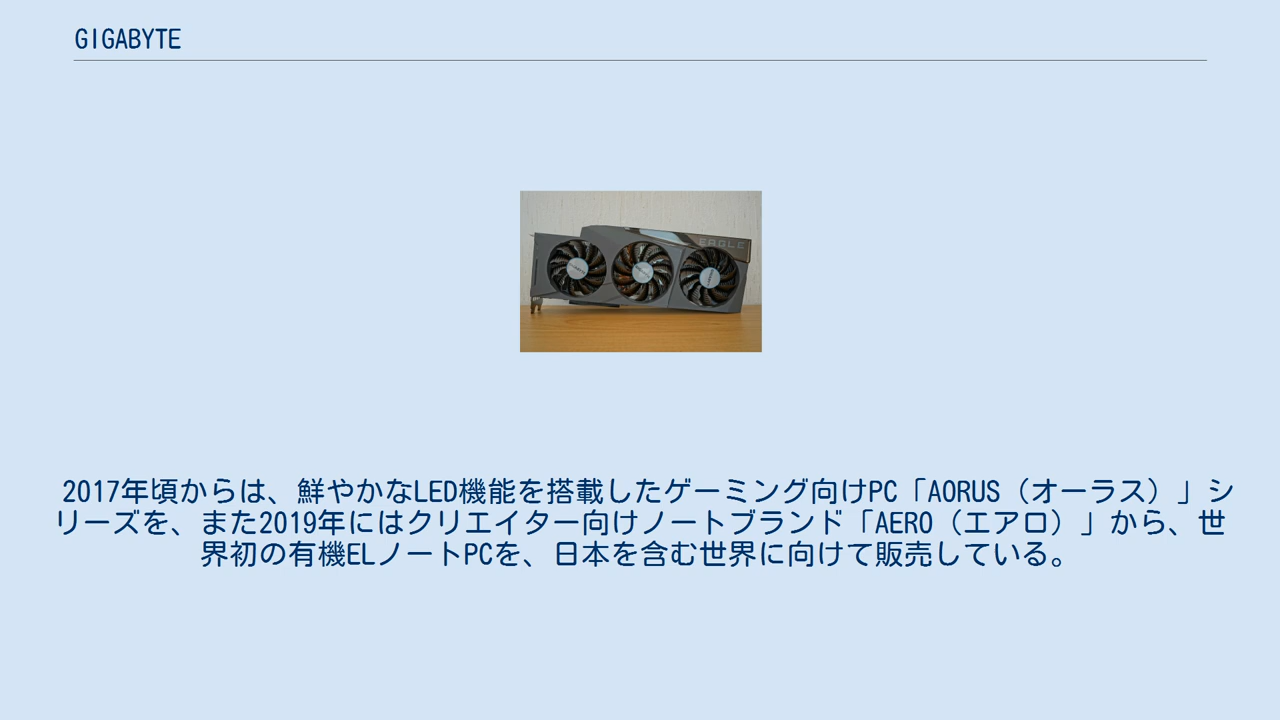 GIGABYTE
EAGLE
2017年頃からは、鮮やかなLED機能を搭載したゲーミング向けPC「AORUS（オーラス）」シ
リーズを、また2019年にはクリエイター向けノートブランド「AERO（エアロ）」から、世
界初の有機ELノートPCを、日本を含む世界に向けて販売している。